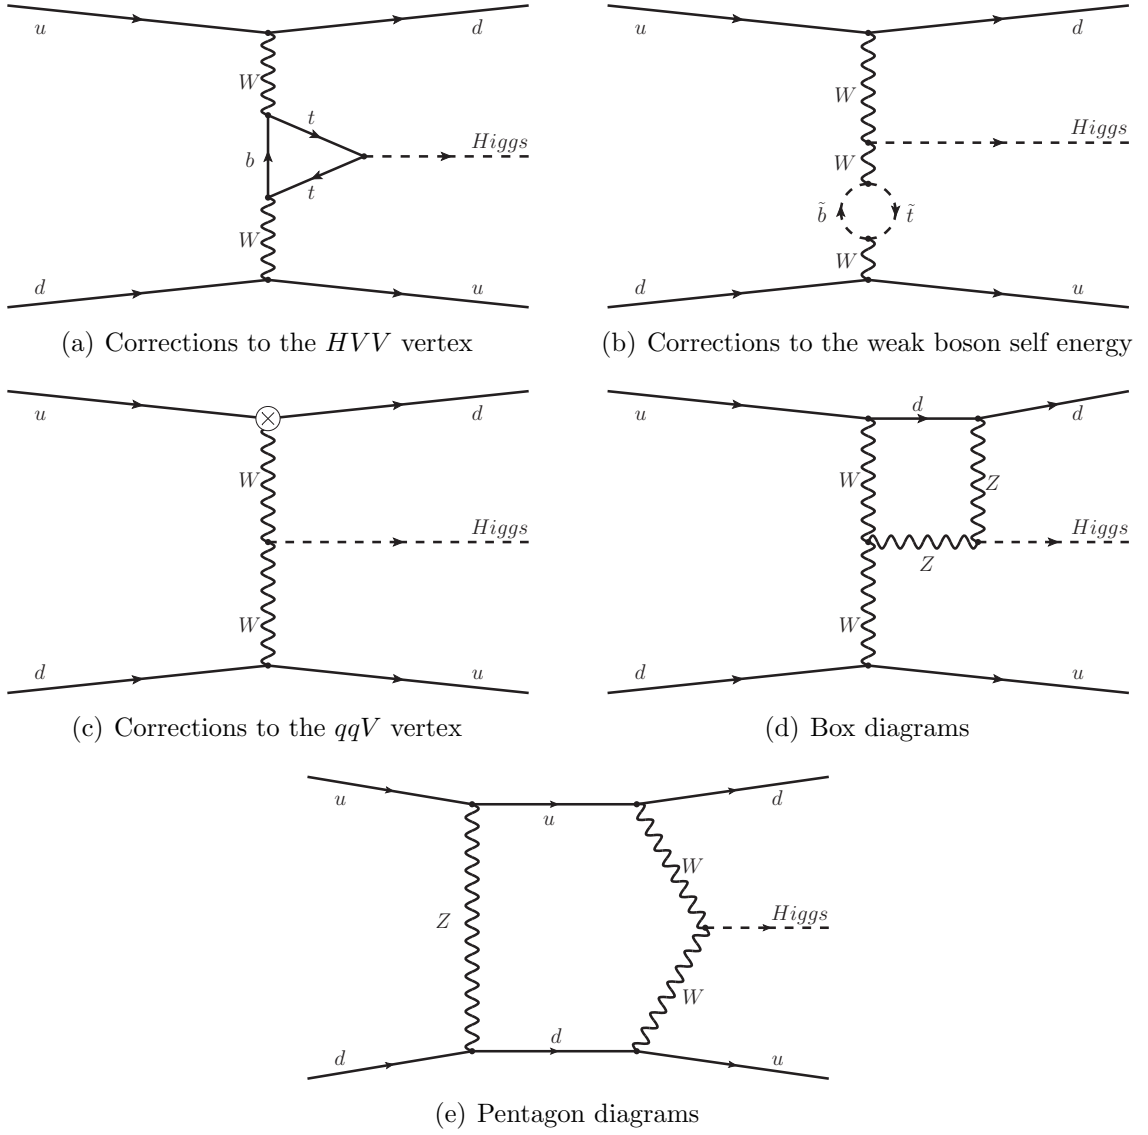 u
d
W
t
b
Higgs
t
W
d
u
(a) Corrections to the HVV vertex
u
d
W
Higgs
W
b̃
t̃
W
d
u
(b) Corrections to the weak boson self energy
u
d
W
Higgs
W
d
u
(c) Corrections to the qqV vertex
u
d
d
W
Z
Higgs
Z
W
d
u
(d) Box diagrams
u
u
d
W
Z
Higgs
W
d
d
u
(e) Pentagon diagrams